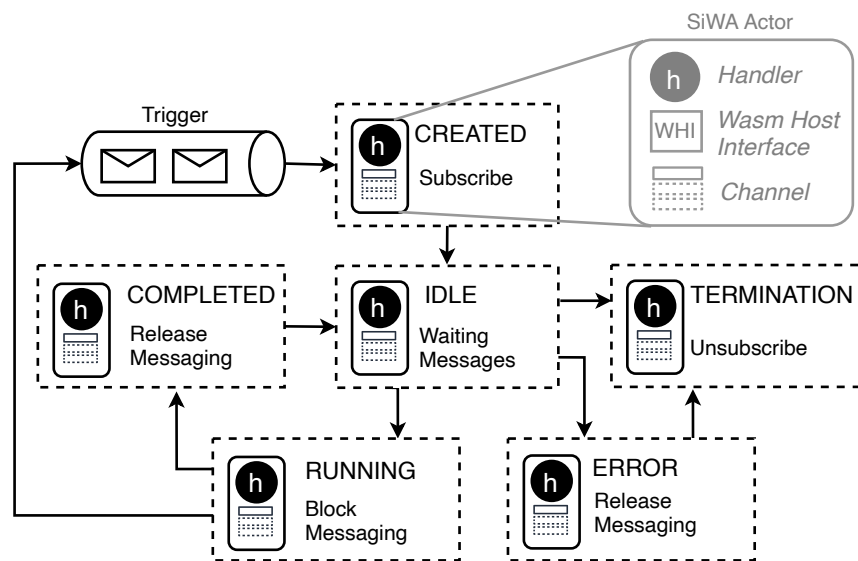 SiWA Actor
h
Handler
WHI
Wasm Host
Interface
Channel
Trigger
h
CREATED
Subscribe
h
COMPLETED
Release
Messaging
h
IDLE
Waiting
Messages
h
TERMINATION
Unsubscribe
h
RUNNING
Block
Messaging
h
ERROR
Release
Messaging